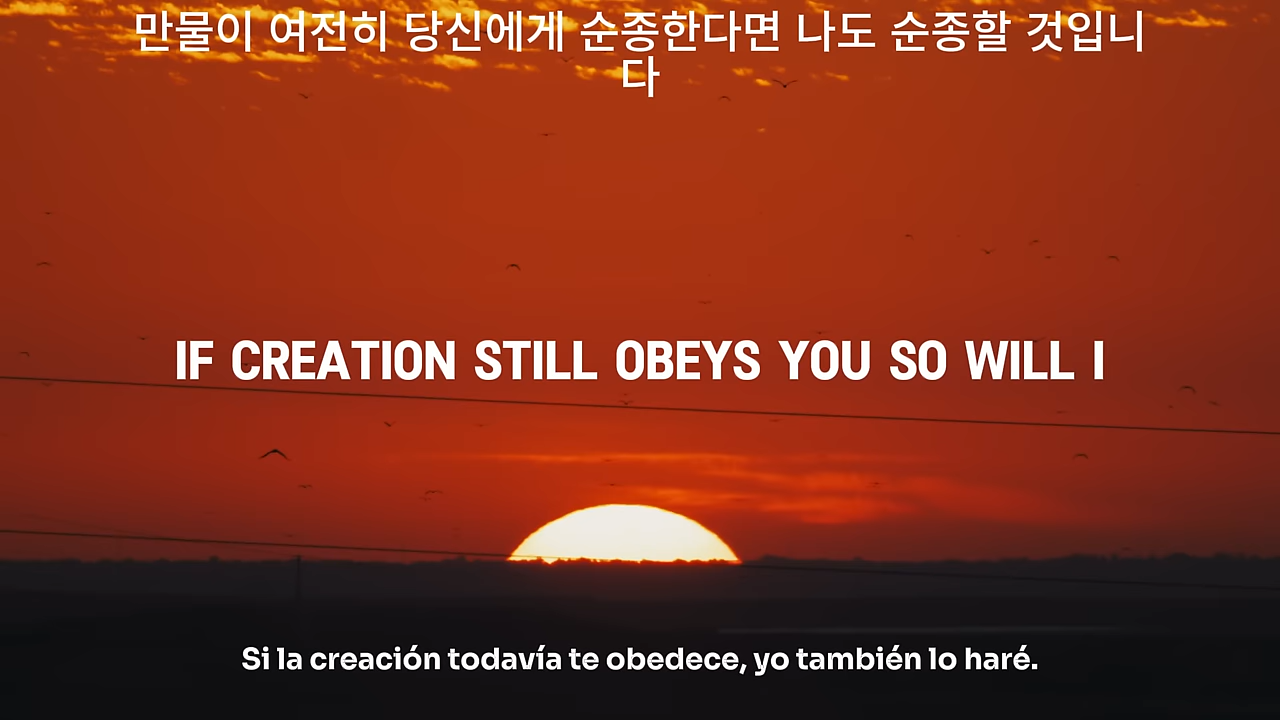 만물이 여전히 당신에게 순종한다면 나도 순종할 것입니
다
IF CREATION STILL OBEYS YOU SO WILL I
Si la creación todavía te obedece, yo también lo haré.